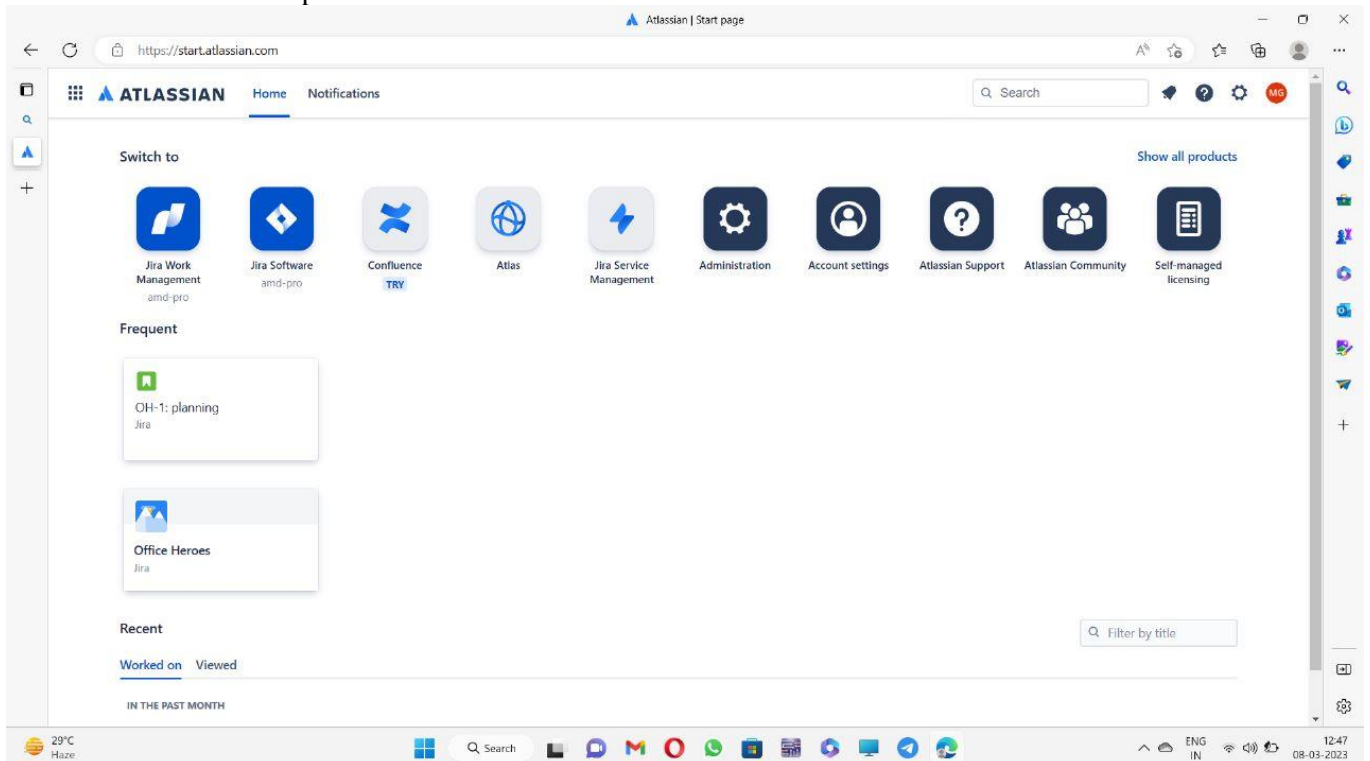 Atlassian | Start page
https://start.atlassian.com
ATLASSIAN Home Notifications Search MG
Switch to Show all products
Jira Work Management amd-pro
Jira Software amd-pro
Confluence TRY
Atlas
Jira Service Management
Administration
Account settings
Atlassian Support
Atlassian Community
Self-managed licensing
Frequent
OH-1: planning
Jira
Office Heroes
Jira
Recent Filter by title
Worked on Viewed
IN THE PAST MONTH
29°C
Haze
Search
ENG
IN
12:47
08-03-2023